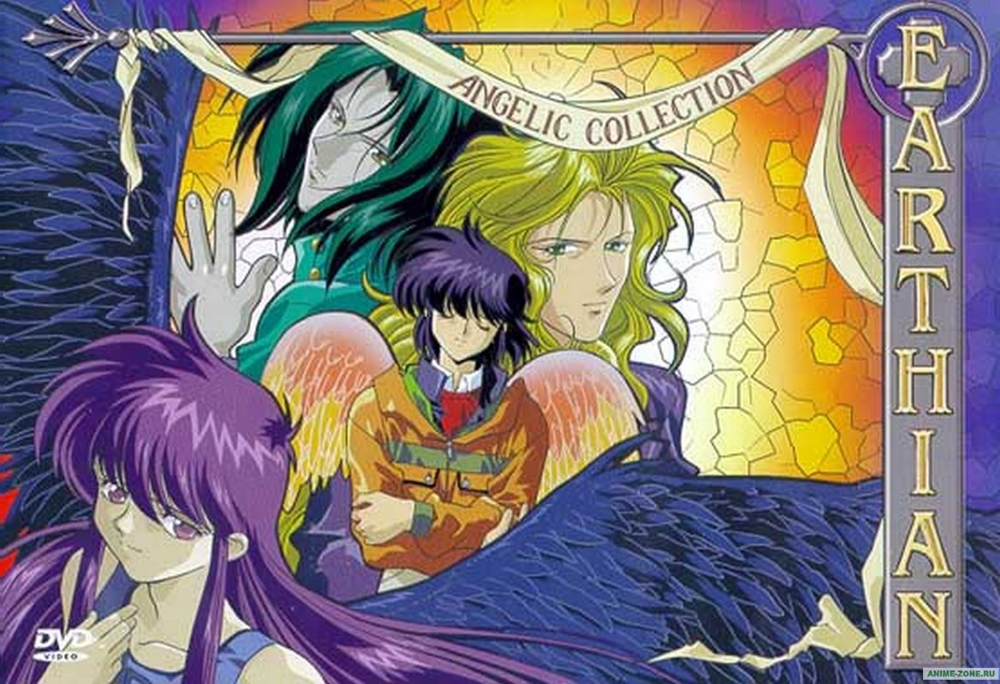 ANGELIC COLLECTION
EARTHIAN
DVD
VIDEO
ANIME-ZONE.RU